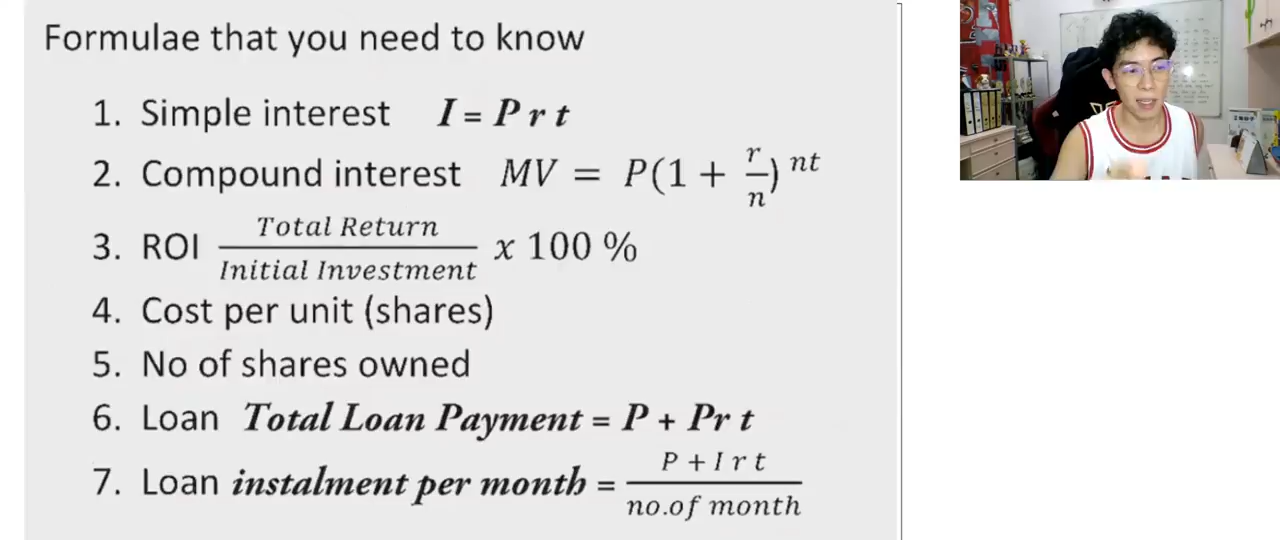 Formulae that you need to know
1. Simple interest I = P r t
2. Compound interest MV = P(1 + r/n)^nt
3. ROI Total Return / Initial Investment x 100 %
4. Cost per unit (shares)
5. No of shares owned
6. Loan Total Loan Payment = P + Pr t
7. Loan instalment per month = P + I r t / no.of month